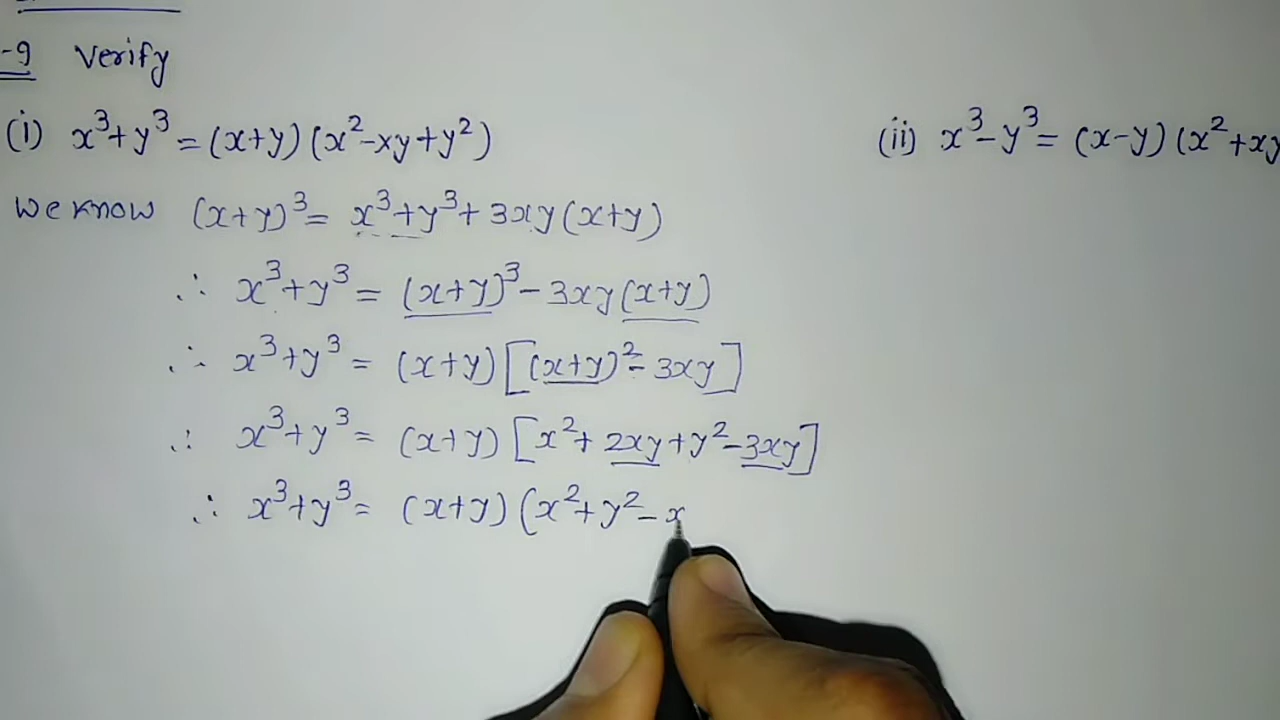 -9 Verify
(i) x³+y³=(x+y)(x²-xy+y²)
(ii) x³-y³=(x-y)(x²+xy
We know (x+y)³= x³+y³+3xy(x+y)
∴ x³+y³= (x+y)³-3xy(x+y)
∴ x³+y³= (x+y)[(x+y)²-3xy]
∴ x³+y³= (x+y)[x²+2xy+y²-3xy]
∴ x³+y³= (x+y)(x²+y²-x